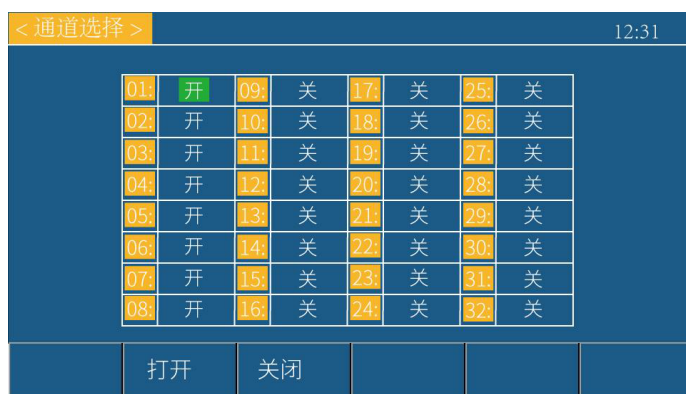 <通道选择> 12:31
01: 开 09: 关 17: 关 25: 关
02: 开 10: 关 18: 关 26: 关
03: 开 11: 关 19: 关 27: 关
04: 开 12: 关 20: 关 28: 关
05: 开 13: 关 21: 关 29: 关
06: 开 14: 关 22: 关 30: 关
07: 开 15: 关 23: 关 31: 关
08: 开 16: 关 24: 关 32: 关
打开 关闭